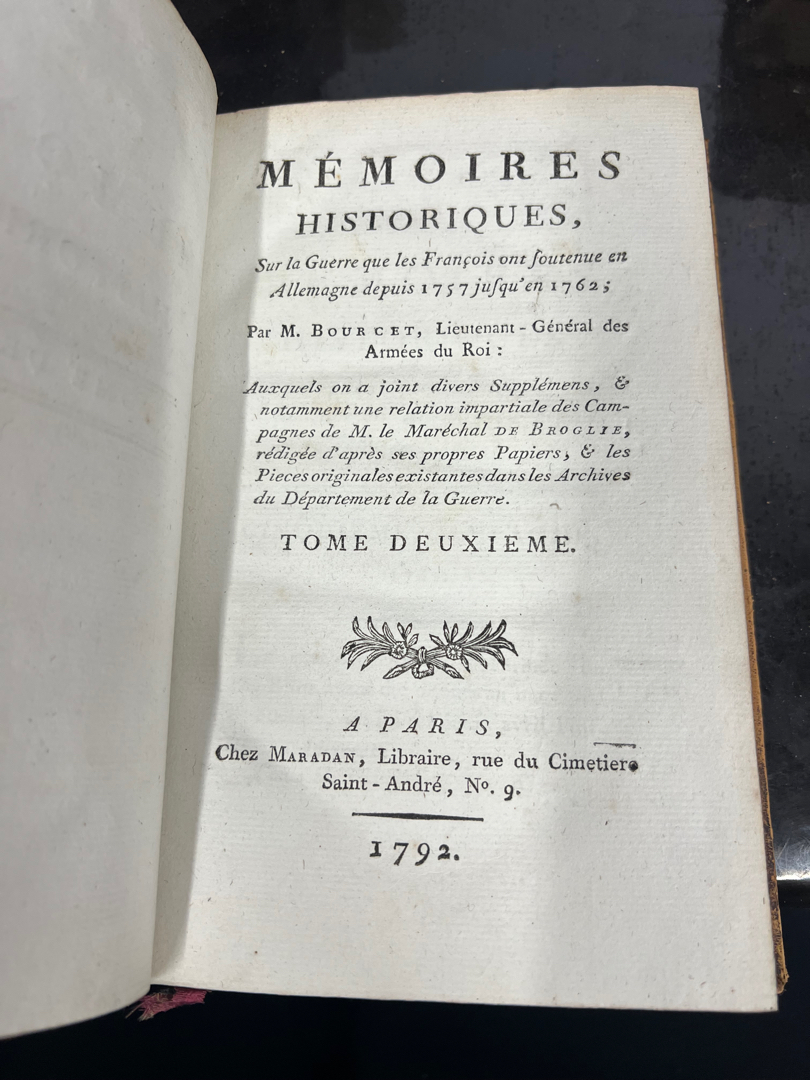 MÉMOIRES
HISTORIQUES,
Sur la Guerre que les François ont ſoutenue en
Allemagne depuis 1757 juſqu'en 1762;
Par M. BOURCET, Lieutenant-Général des
Armées du Roi :
Auxquels on a joint divers Supplémens, &
notamment une relation impartiale des Cam-
pagnes de M. le Maréchal DE BROGLIE,
rédigée d'après ses propres Papiers, & les
Pieces originales existantes dans les Archives
du Département de la Guerre.
TOME DEUXIEME.
A PARIS,
Chez MARADAN, Libraire, rue du Cimetiere
Saint-André, Nº. 9.
1792.